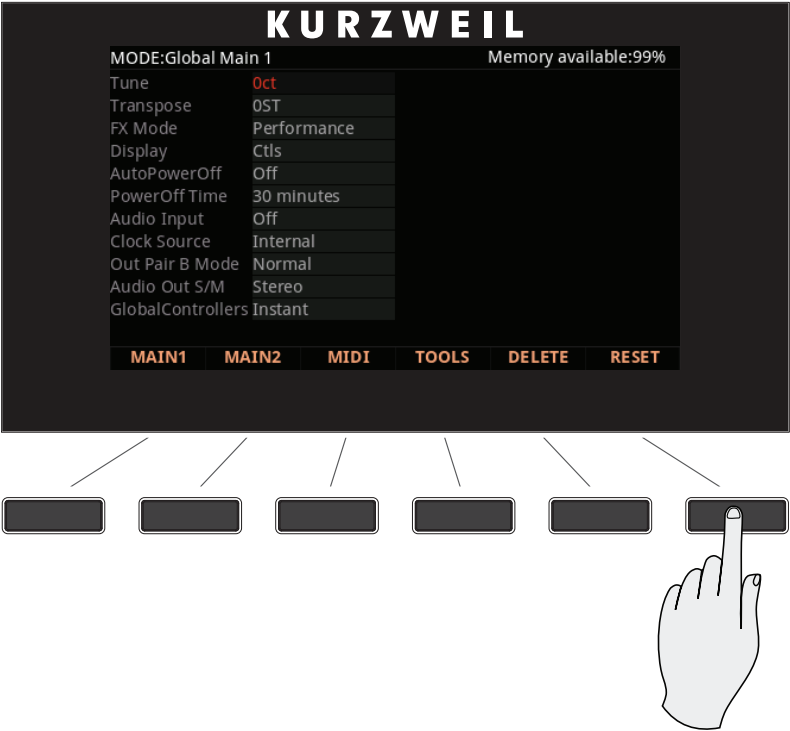 KURZWEIL
MODE:Global Main 1 Memory available:99%
Tune 0ct
Transpose 0ST
FX Mode Performance
Display Ctls
AutoPowerOff Off
PowerOff Time 30 minutes
Audio Input Off
Clock Source Internal
Out Pair B Mode Normal
Audio Out S/M Stereo
GlobalControllers Instant
MAIN1 MAIN2 MIDI TOOLS DELETE RESET